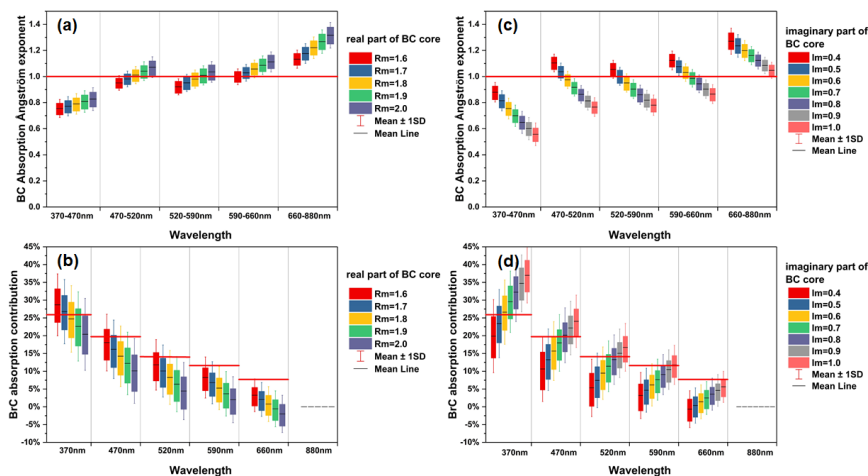 (a)
BC Absorption Ångström exponent
1.4
1.2
1.0
0.8
0.6
0.4
0.2
0.0
370-470nm 470-520nm 520-590nm 590-660nm 660-880nm
Wavelength
real part of BC core
Rm=1.6
Rm=1.7
Rm=1.8
Rm=1.9
Rm=2.0
Mean ± 1SD
Mean Line
(c)
BC Absorption Ångström exponent
1.4
1.2
1.0
0.8
0.6
0.4
0.2
0.0
370-470nm 470-520nm 520-590nm 590-660nm 660-880nm
Wavelength
imaginary part of
BC core
Im=0.4
Im=0.5
Im=0.6
Im=0.7
Im=0.8
Im=0.9
Im=1.0
Mean ± 1SD
Mean Line
(b)
BrC absorption contribution
45%
40%
35%
30%
25%
20%
15%
10%
5%
0%
-5%
-10%
370nm 470nm 520nm 590nm 660nm 880nm
Wavelength
real part of BC core
Rm=1.6
Rm=1.7
Rm=1.8
Rm=1.9
Rm=2.0
Mean ± 1SD
Mean Line
(d)
BrC absorption contribution
45%
40%
35%
30%
25%
20%
15%
10%
5%
0%
-5%
-10%
370nm 470nm 520nm 590nm 660nm 880nm
Wavelength
imaginary part of
BC core
Im=0.4
Im=0.5
Im=0.6
Im=0.7
Im=0.8
Im=0.9
Im=1.0
Mean ± 1SD
Mean Line